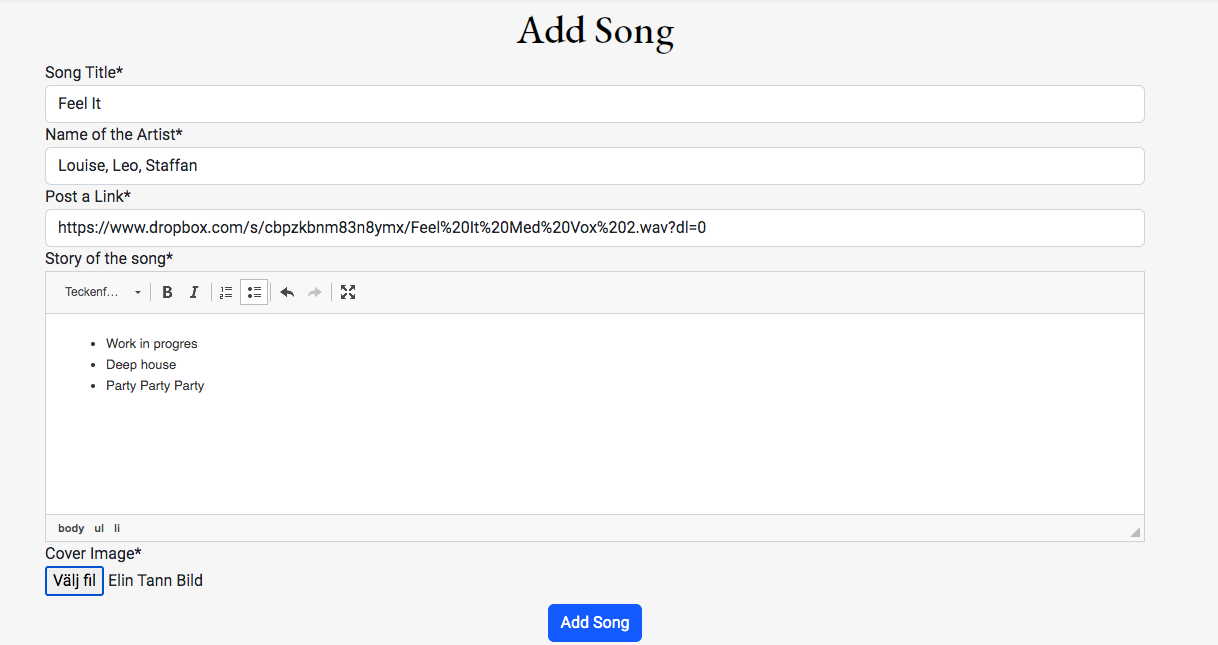 Add Song
Song Title*
Feel It
Name of the Artist*
Louise, Leo, Staffan
Post a Link*
https://www.dropbox.com/s/cbpzkbnm83n8ymx/Feel%20It%20Med%20Vox%202.wav?dl=0
Story of the song*
Teckenf... B I
Work in progres
Deep house
Party Party Party
body ul li
Cover Image*
Välj fil Elin Tann Bild
Add Song